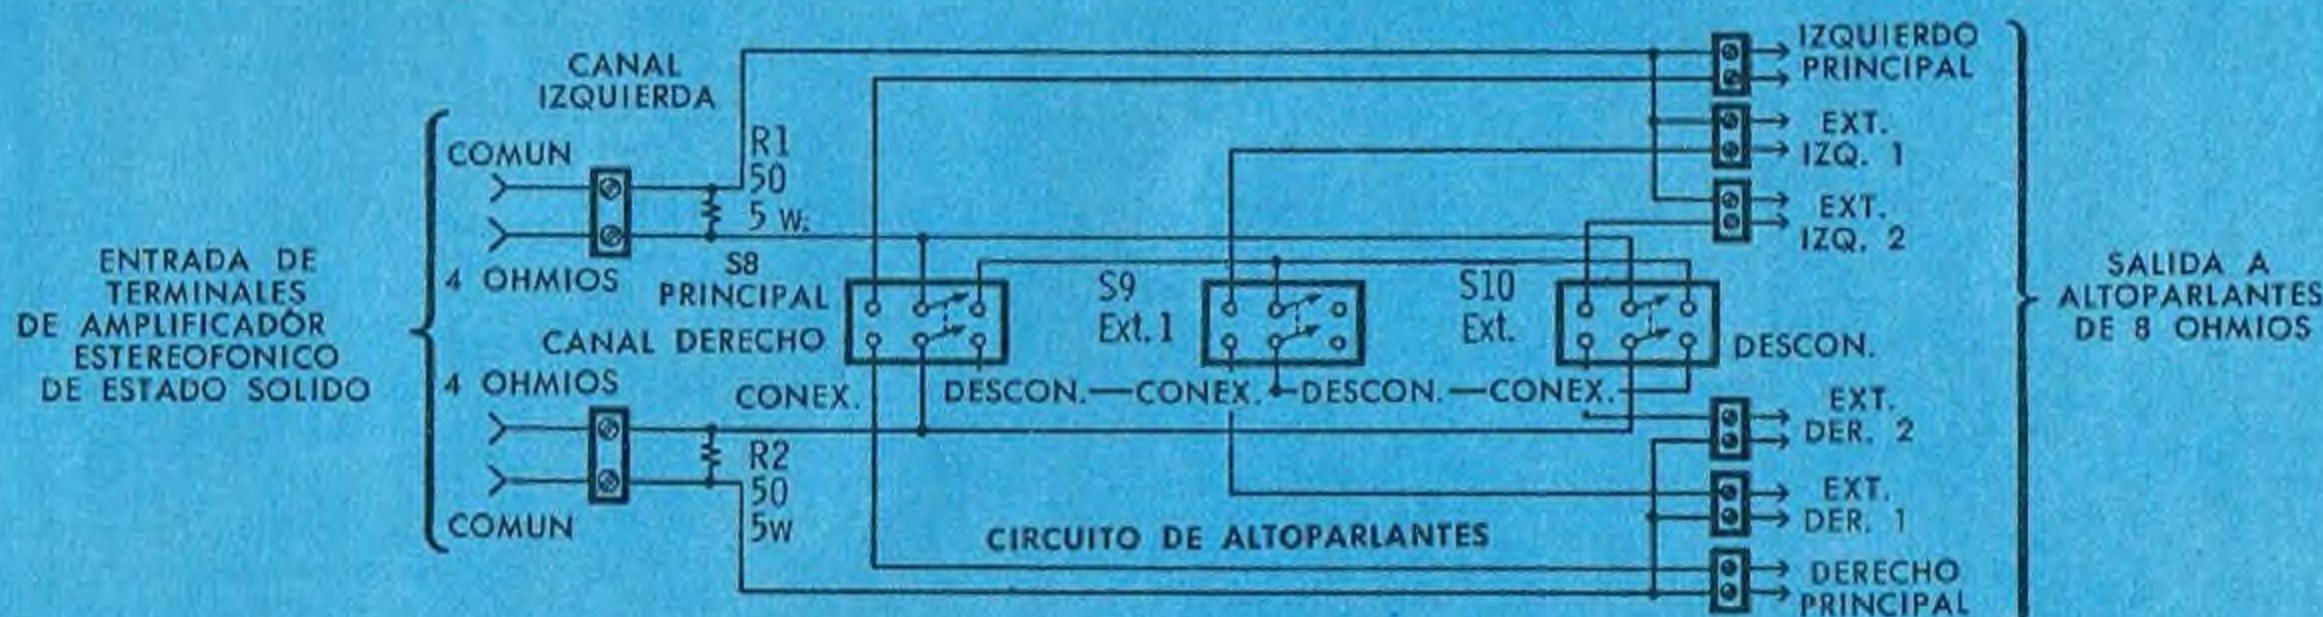 ENTRADA DE
TERMINALES
DE AMPLIFICADOR
ESTEREOFONICO
DE ESTADO SOLIDO
CANAL
IZQUIERDA
COMUN
4 OHMIOS
R1
50
5 W.
S8
PRINCIPAL
CANAL DERECHO
4 OHMIOS
COMUN
CONEX.
R2
50
5W
S9
Ext. 1
S10
Ext.
DESCON.
DESCON.—CONEX.
DESCON.—CONEX.
CIRCUITO DE ALTOPARLANTES
IZQUIERDO
PRINCIPAL
EXT.
IZQ. 1
EXT.
IZQ. 2
EXT.
DER. 2
EXT.
DER. 1
DERECHO
PRINCIPAL
SALIDA A
ALTOPARLANTES
DE 8 OHMIOS